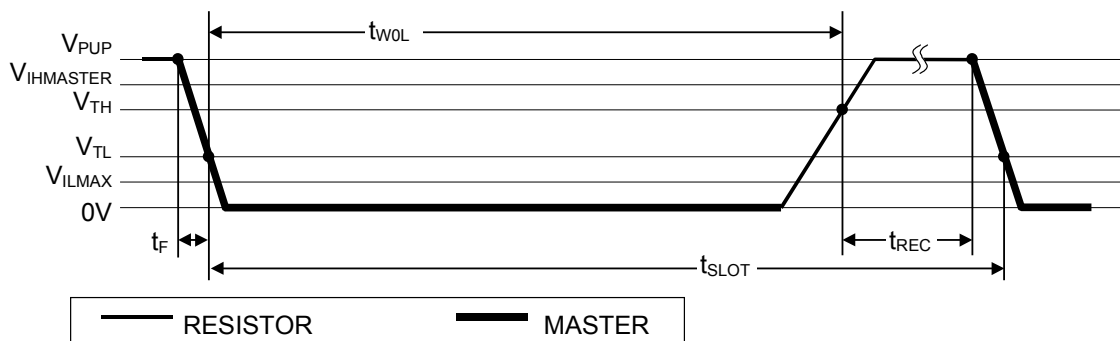 tW0L
VPUP
VIHMASTER
VTH
VTL
VILMAX
0V
tF
tREC
tSLOT
RESISTOR
MASTER